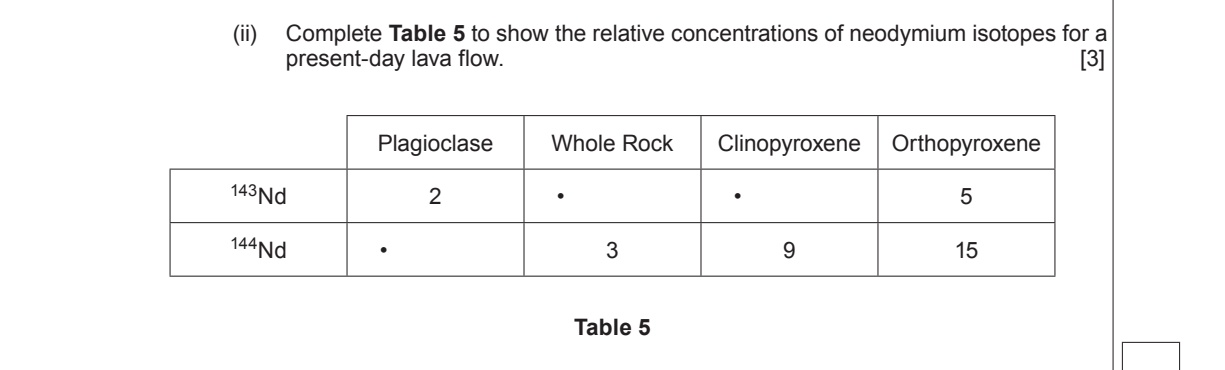 (ii) Complete Table 5 to show the relative concentrations of neodymium isotopes for a
present-day lava flow. [3]
Plagioclase Whole Rock Clinopyroxene Orthopyroxene
¹⁴³Nd 2 • • 5
¹⁴⁴Nd • 3 9 15
Table 5